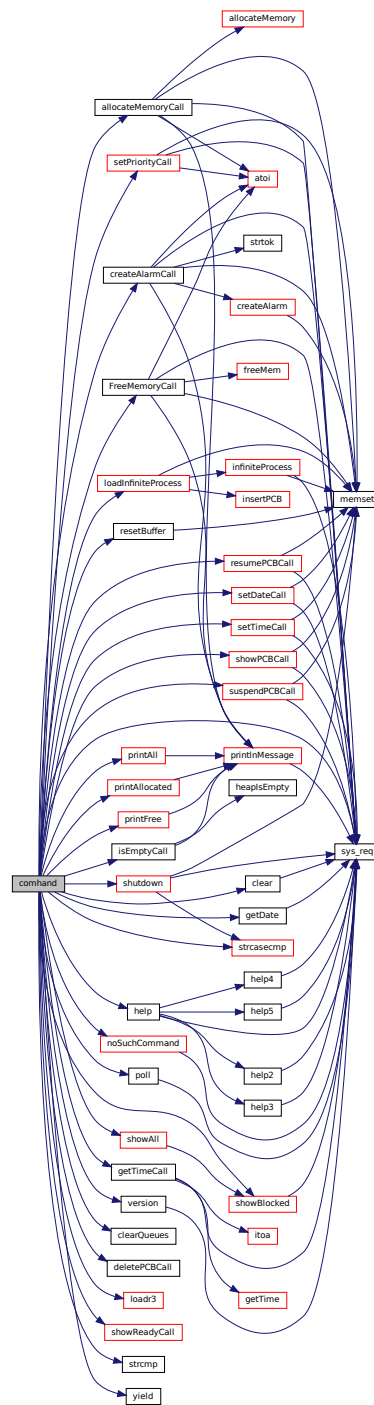 allocateMemory
allocateMemoryCall
setPriorityCall
atoi
strtok
createAlarmCall
createAlarm
freeMem
FreeMemoryCall
infiniteProcess
loadInfiniteProcess
insertPCB
memset
resetBuffer
resumePCBCall
setDateCall
setTimeCall
showPCBCall
suspendPCBCall
printAll
printlnMessage
printAllocated
heapIsEmpty
printFree
isEmptyCall
sys_req
comhand
shutdown
clear
getDate
strcasecmp
help4
help
help5
noSuchCommand
poll
help2
help3
showAll
getTimeCall
version
showBlocked
clearQueues
itoa
deletePCBCall
loadr3
getTime
showReadyCall
strcmp
yield